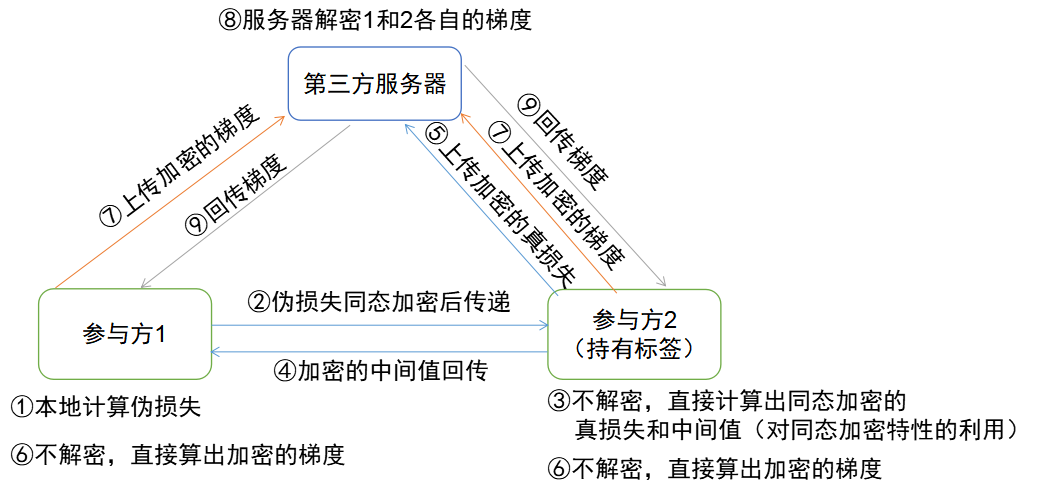 ⑧服务器解密1和2各自的梯度
第三方服务器
⑦上传加密的梯度
⑨回传梯度
⑤上传加密的真损失
⑦上传加密的梯度
⑨回传梯度
②伪损失同态加密后传递
参与方1
参与方2
（持有标签）
④加密的中间值回传
①本地计算伪损失
⑥不解密，直接算出加密的梯度
③不解密，直接计算出同态加密的
真损失和中间值（对同态加密特性的利用）
⑥不解密，直接算出加密的梯度